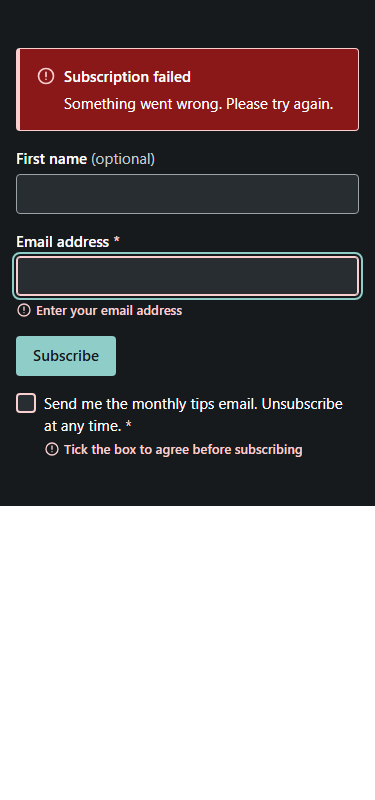 Subscription failed
Something went wrong. Please try again.
First name (optional)
Email address *
Enter your email address
Subscribe
Send me the monthly tips email. Unsubscribe
at any time. *
Tick the box to agree before subscribing